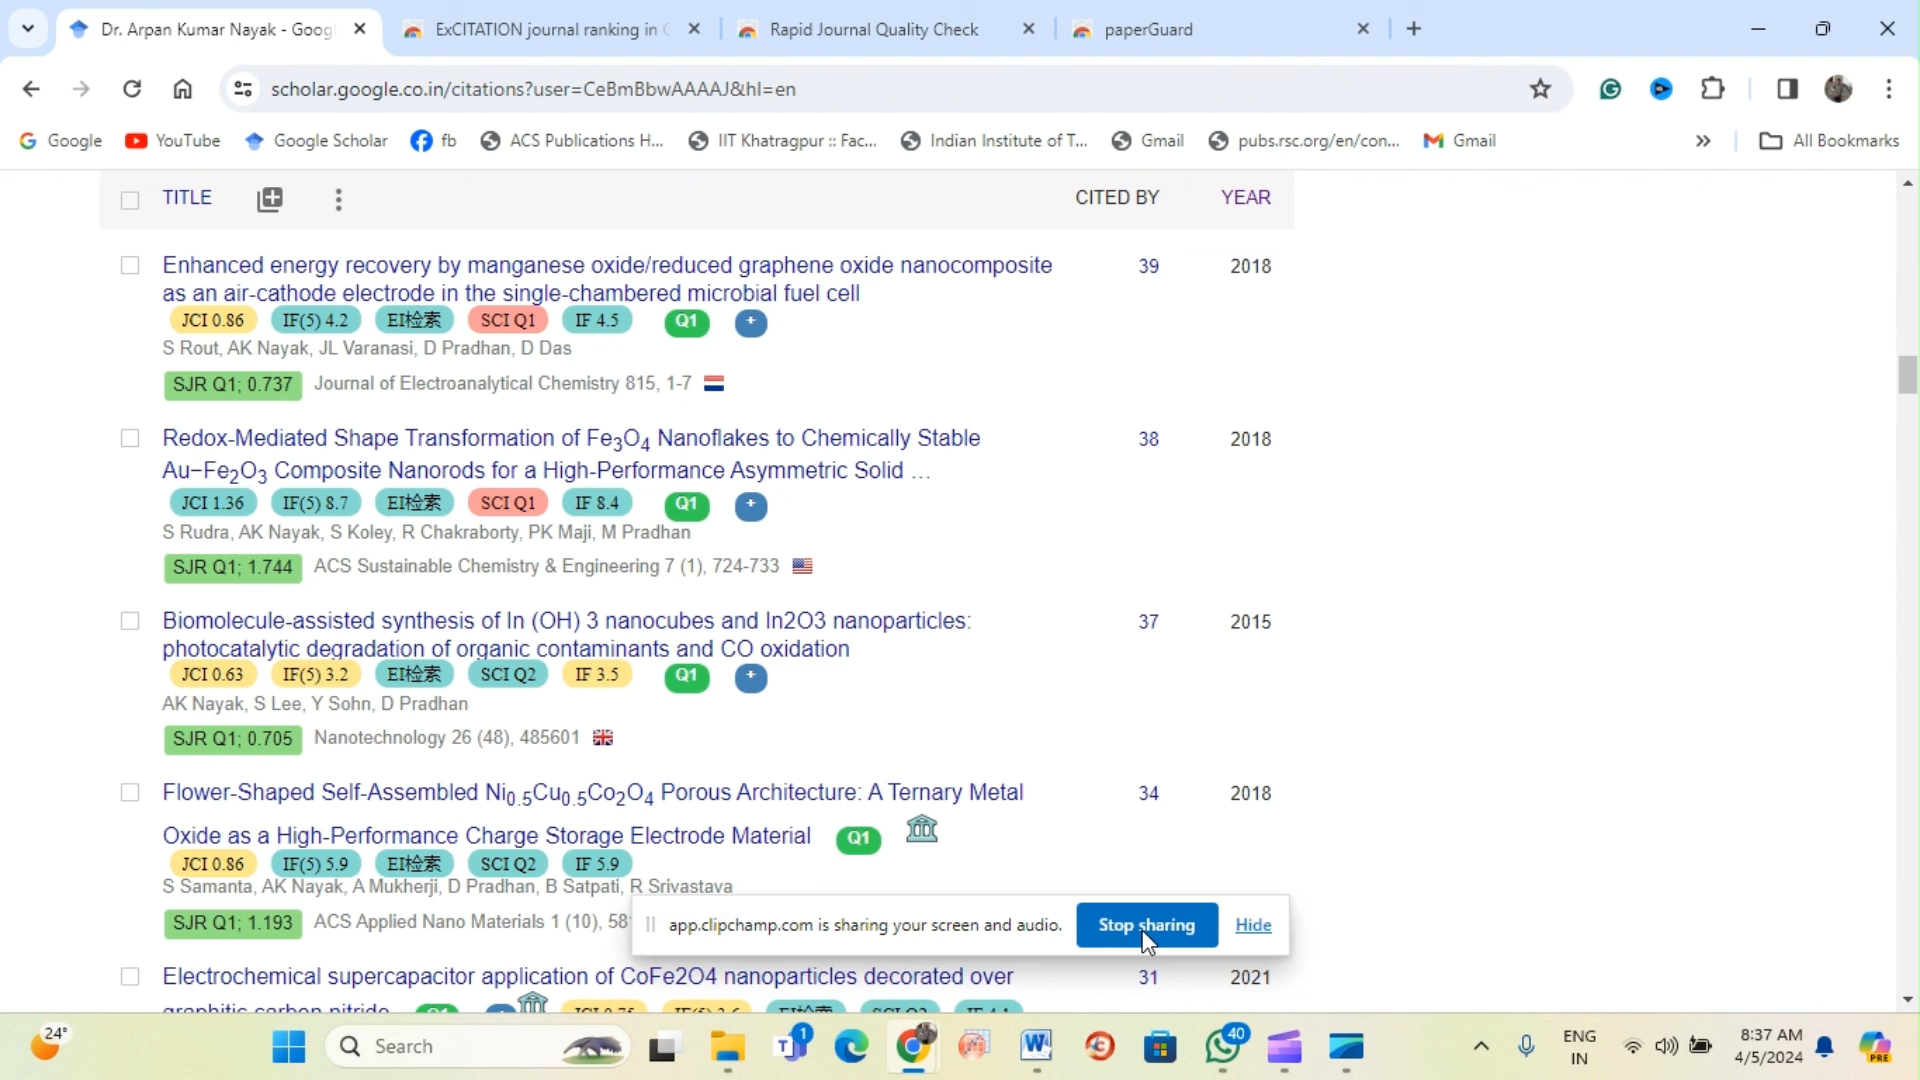 Dr. Arpan Kumar Nayak - Goog
ExCITATION journal ranking in
Rapid Journal Quality Check
paperGuard
scholar.google.co.in/citations?user=CeBmBbwAAAAJ&hl=en
Google
YouTube
Google Scholar
fb
ACS Publications H...
IIT Khatragpur :: Fac...
Indian Institute of T...
Gmail
pubs.rsc.org/en/con...
Gmail
All Bookmarks
TITLE CITED BY YEAR
Enhanced energy recovery by manganese oxide/reduced graphene oxide nanocomposite 39 2018
as an air-cathode electrode in the single-chambered microbial fuel cell
JCI 0.86 IF(5) 4.2 EI检索 SCI Q1 IF 4.5 Q1 +
S Rout, AK Nayak, JL Varanasi, D Pradhan, D Das
SJR Q1; 0.737 Journal of Electroanalytical Chemistry 815, 1-7
Redox-Mediated Shape Transformation of Fe3O4 Nanoflakes to Chemically Stable 38 2018
Au−Fe2O3 Composite Nanorods for a High-Performance Asymmetric Solid ...
JCI 1.36 IF(5) 8.7 EI检索 SCI Q1 IF 8.4 Q1 +
S Rudra, AK Nayak, S Koley, R Chakraborty, PK Maji, M Pradhan
SJR Q1; 1.744 ACS Sustainable Chemistry & Engineering 7 (1), 724-733
Biomolecule-assisted synthesis of In (OH) 3 nanocubes and In2O3 nanoparticles: 37 2015
photocatalytic degradation of organic contaminants and CO oxidation
JCI 0.63 IF(5) 3.2 EI检索 SCI Q2 IF 3.5 Q1 +
AK Nayak, S Lee, Y Sohn, D Pradhan
SJR Q1; 0.705 Nanotechnology 26 (48), 485601
Flower-Shaped Self-Assembled Ni0.5Cu0.5Co2O4 Porous Architecture: A Ternary Metal 34 2018
Oxide as a High-Performance Charge Storage Electrode Material Q1
JCI 0.86 IF(5) 5.9 EI检索 SCI Q2 IF 5.9
S Samanta, AK Nayak, A Mukherji, D Pradhan, B Satpati, R Srivastava
SJR Q1; 1.193 ACS Applied Nano Materials 1 (10), 58
app.clipchamp.com is sharing your screen and audio. Stop sharing Hide
Electrochemical supercapacitor application of CoFe2O4 nanoparticles decorated over 31 2021
graphitic carbon nitride
24°
Search
1
40
ENG
IN
8:37 AM
4/5/2024
PRE